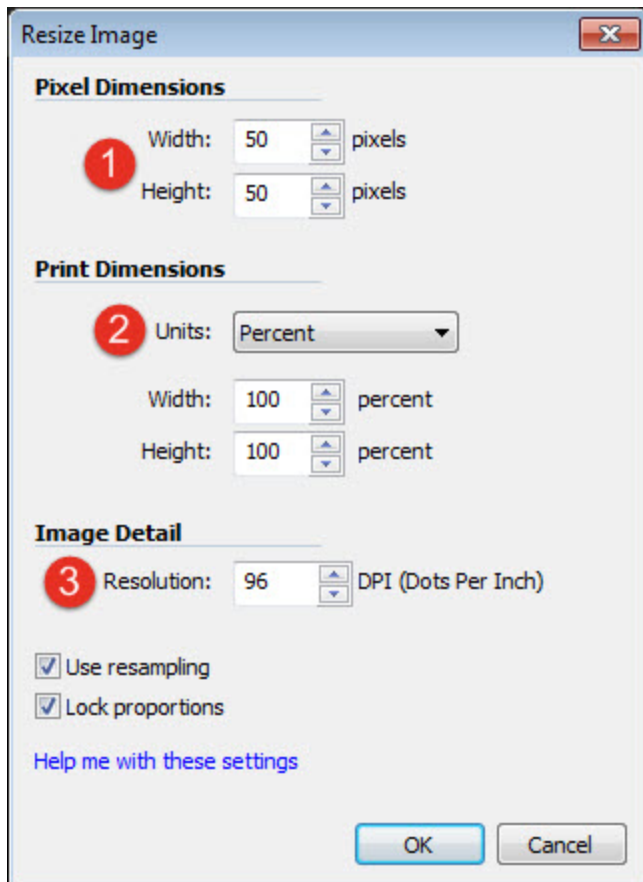 Resize Image
Pixel Dimensions
1
Width: 50 pixels
Height: 50 pixels
Print Dimensions
2 Units: Percent
Width: 100 percent
Height: 100 percent
Image Detail
3 Resolution: 96 DPI (Dots Per Inch)
Use resampling
Lock proportions
Help me with these settings
OK Cancel